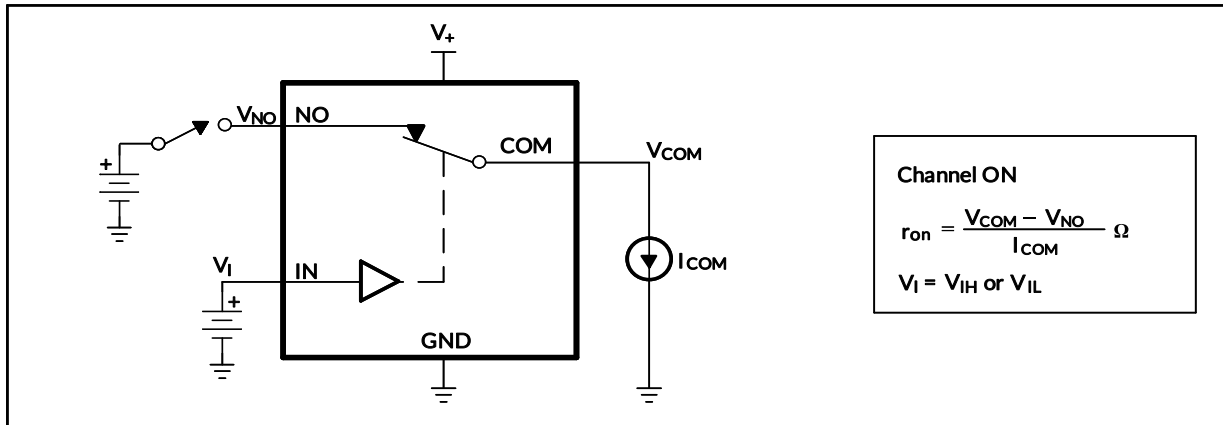 V+
VNO NO
COM
VCOM
+
VI
IN
+
ICOM
GND
Channel ON
ron = VCOM – VNO / ICOM Ω
VI = VIH or VIL